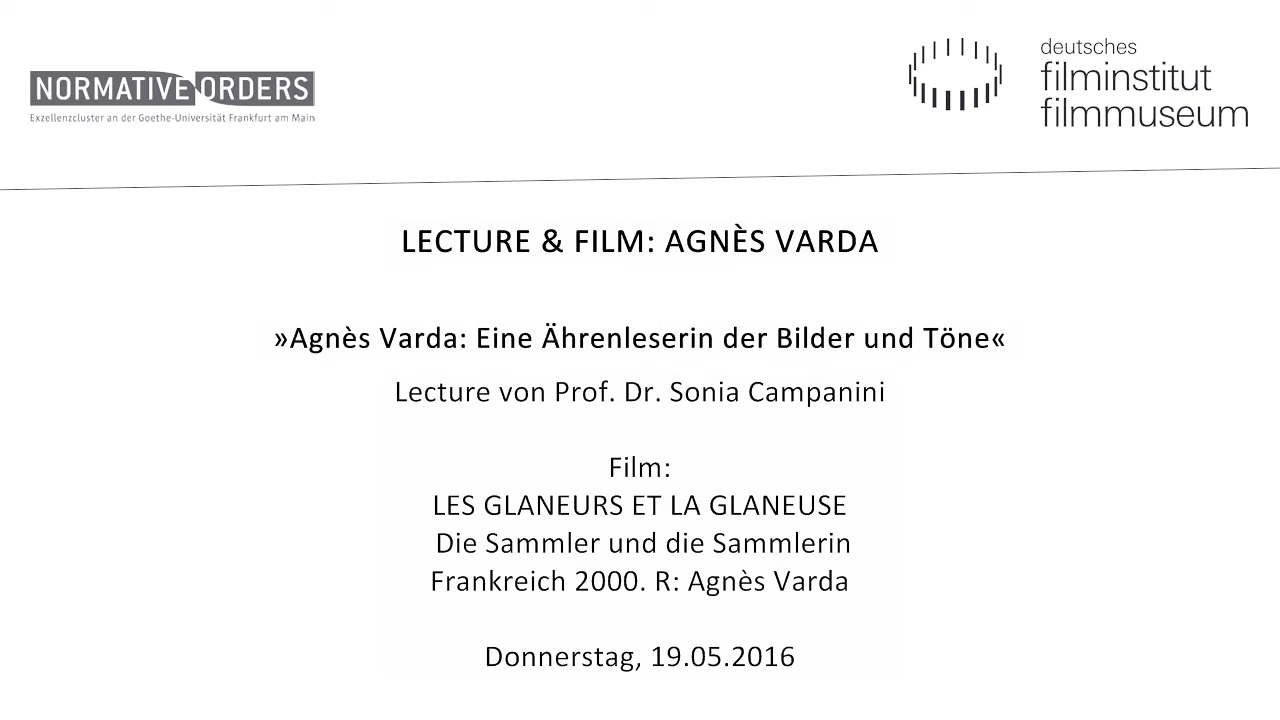 NORMATIVE ORDERS
Exzellenzcluster an der Goethe-Universität Frankfurt am Main
deutsches
filminstitut
filmmuseum
LECTURE & FILM: AGNÈS VARDA
»Agnès Varda: Eine Ährenleserin der Bilder und Töne«
Lecture von Prof. Dr. Sonia Campanini
Film:
LES GLANEURS ET LA GLANEUSE
Die Sammler und die Sammlerin
Frankreich 2000. R: Agnès Varda
Donnerstag, 19.05.2016